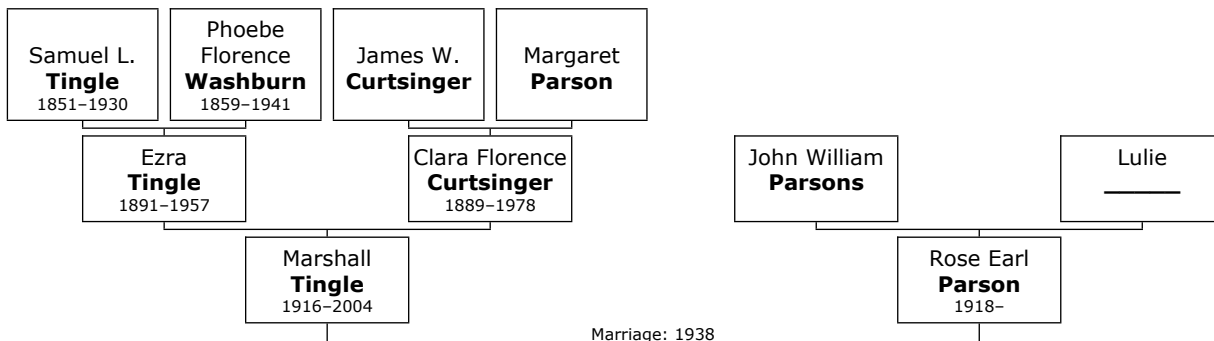 Samuel L.
Tingle
1851–1930
Phoebe
Florence
Washburn
1859–1941
James W.
Curtsinger
Margaret
Parson
Ezra
Tingle
1891–1957
Clara Florence
Curtsinger
1889–1978
John William
Parsons
Lulie
______
Marshall
Tingle
1916–2004
Rose Earl
Parson
1918–
Marriage: 1938